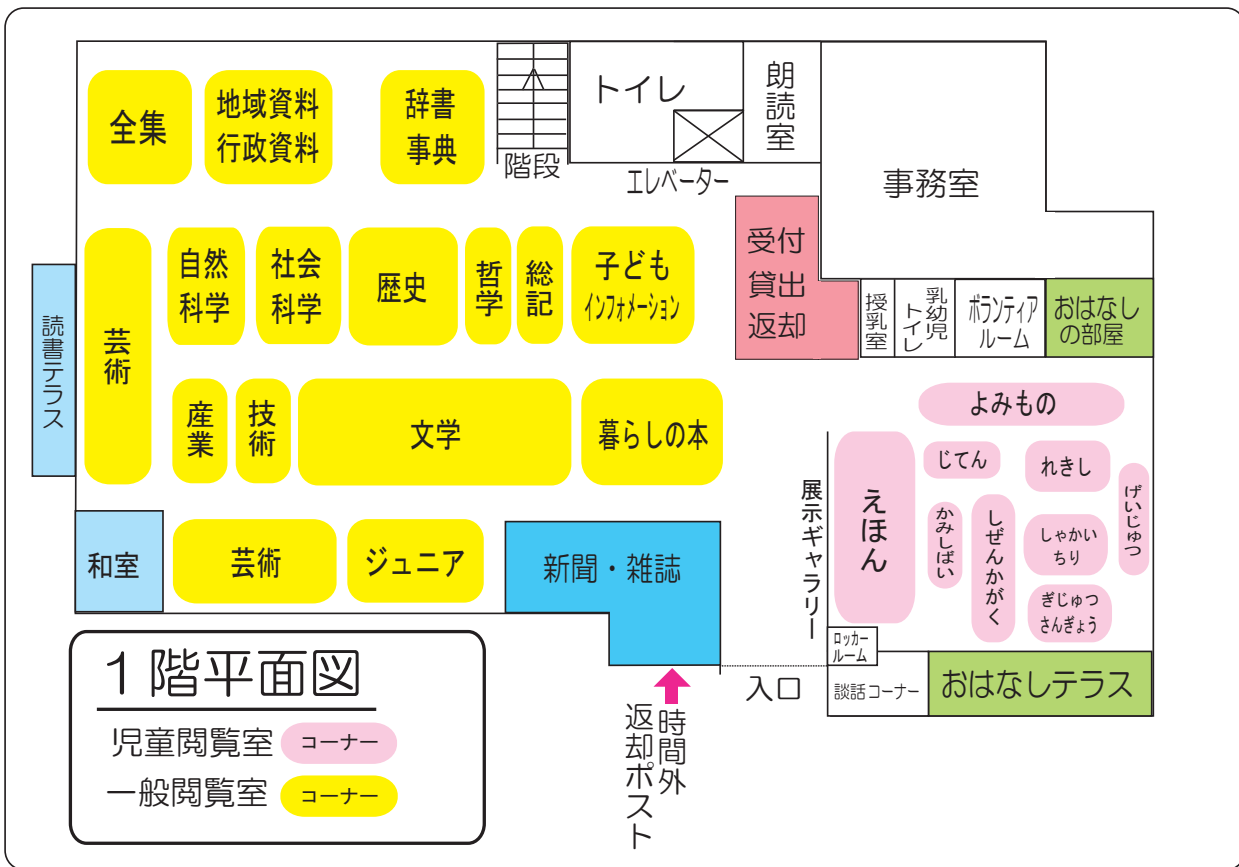 全集
地域資料
行政資料
辞書
事典
階段
トイレ
エレベーター
朗読室
事務室
読書テラス
芸術
自然
科学
社会
科学
歴史
哲学
総記
子ども
インフォメーション
受付
貸出
返却
授乳室
乳幼児
トイレ
ボランティア
ルーム
おはなし
の部屋
産業
技術
文学
暮らしの本
よみもの
じてん
れきし
げいじゅつ
えほん
かみしばい
しぜんかがく
しゃかい
ちり
ぎじゅつ
さんぎょう
展示ギャラリー
和室
芸術
ジュニア
新聞・雑誌
ロッカー
ルーム
入口
談話コーナー
おはなしテラス
時間外
返却ポスト
1階平面図
児童閲覧室 コーナー
一般閲覧室 コーナー